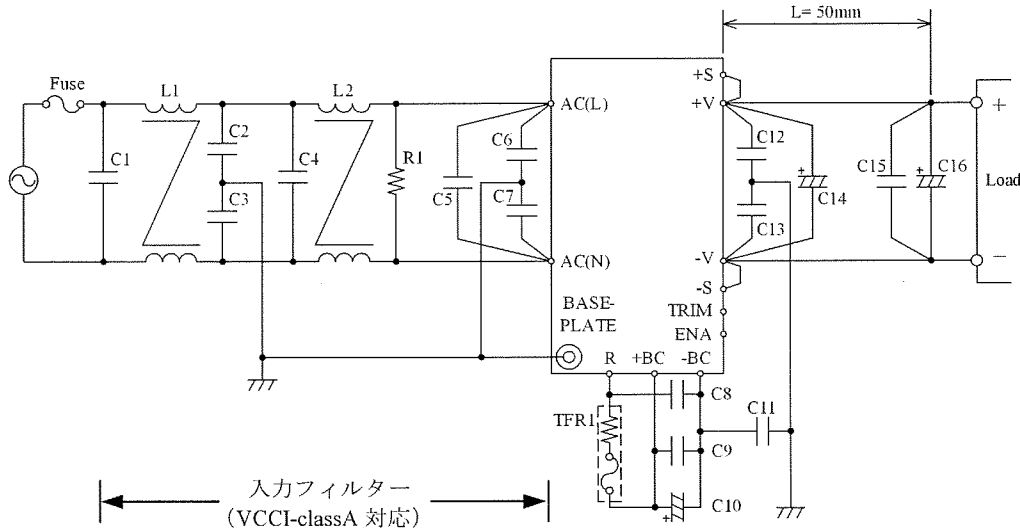 L= 50mm
Fuse
L1
L2
+S
AC(L)
+V
C1
C2
C3
C4
R1
C5
C6
C7
C12
C13
C14
C15
C16
+
+
+
Load
−
AC(N)
-V
-S
BASE-
PLATE
TRIM
ENA
R
+BC
-BC
C8
TFR1
C11
C9
C10
+
入力フィルター
(VCCI-classA 対応)